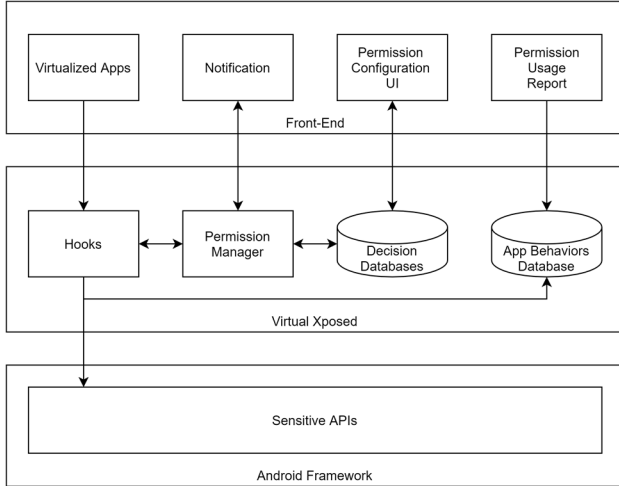 Virtualized Apps
Notification
Permission
Configuration
UI
Permission
Usage
Report
Front-End
Hooks
Permission
Manager
Decision
Databases
App Behaviors
Database
Virtual Xposed
Sensitive APIs
Android Framework